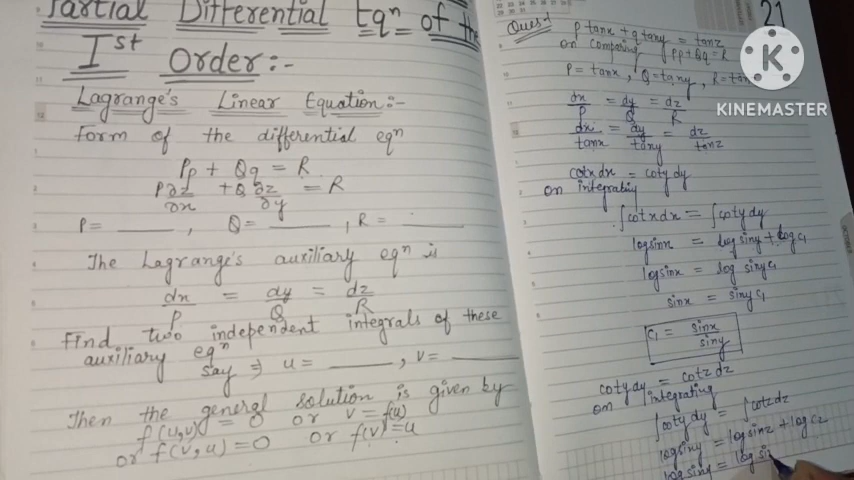 Partial Differential Eqn of the
Ist Order:-
Lagrange's Linear Equation:-
form of the differential eqn
Pp + Qq = R
P∂z/∂x + Q∂z/∂y = R
P = ____, Q = ____, R = ____
The Lagrange's auxiliary eqn is
dx/P = dy/Q = dz/R
Find two independent integrals of these
auxiliary eqn
say ⇒ u = ____, v = ____
Then the general solution is given by
f(u,v) = 0 or v = f(u)
or f(v,u) = 0 or f(v) = u
21
Quest
p tanx + q tany = tanz
on comparing Pp + Qq = R
P = tanx, Q = tany, R = tan
dx/P = dy/Q = dz/R
dx/tanx = dy/tany = dz/tanz
cotx dx = coty dy
on integrating
∫cotx dx = ∫coty dy
log sinx = log siny + log c1
log sinx = log siny c1
sinx = siny c1
c1 = sinx/siny
coty dy = cotz dz
on integrating
∫coty dy = ∫cotz dz
log siny = log sinz + log c2
log siny = log si
KINEMASTER